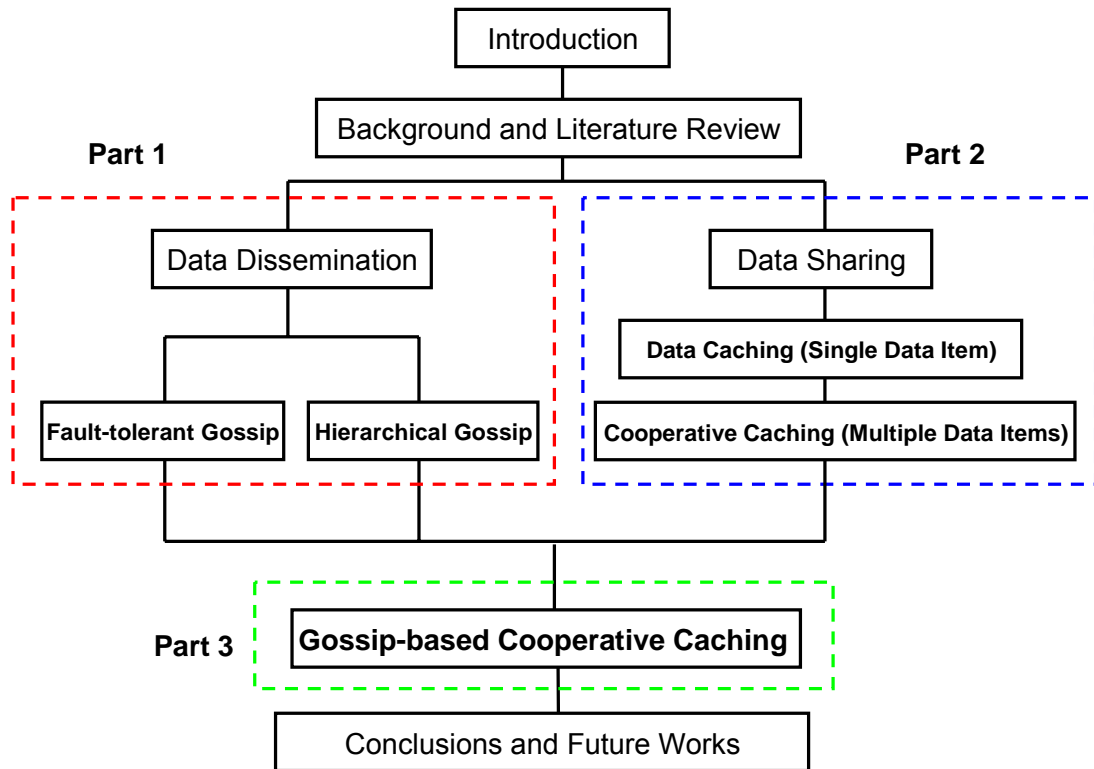 Introduction
Background and Literature Review
Part 1
Part 2
Data Dissemination
Data Sharing
Data Caching (Single Data Item)
Fault-tolerant Gossip
Hierarchical Gossip
Cooperative Caching (Multiple Data Items)
Part 3
Gossip-based Cooperative Caching
Conclusions and Future Works